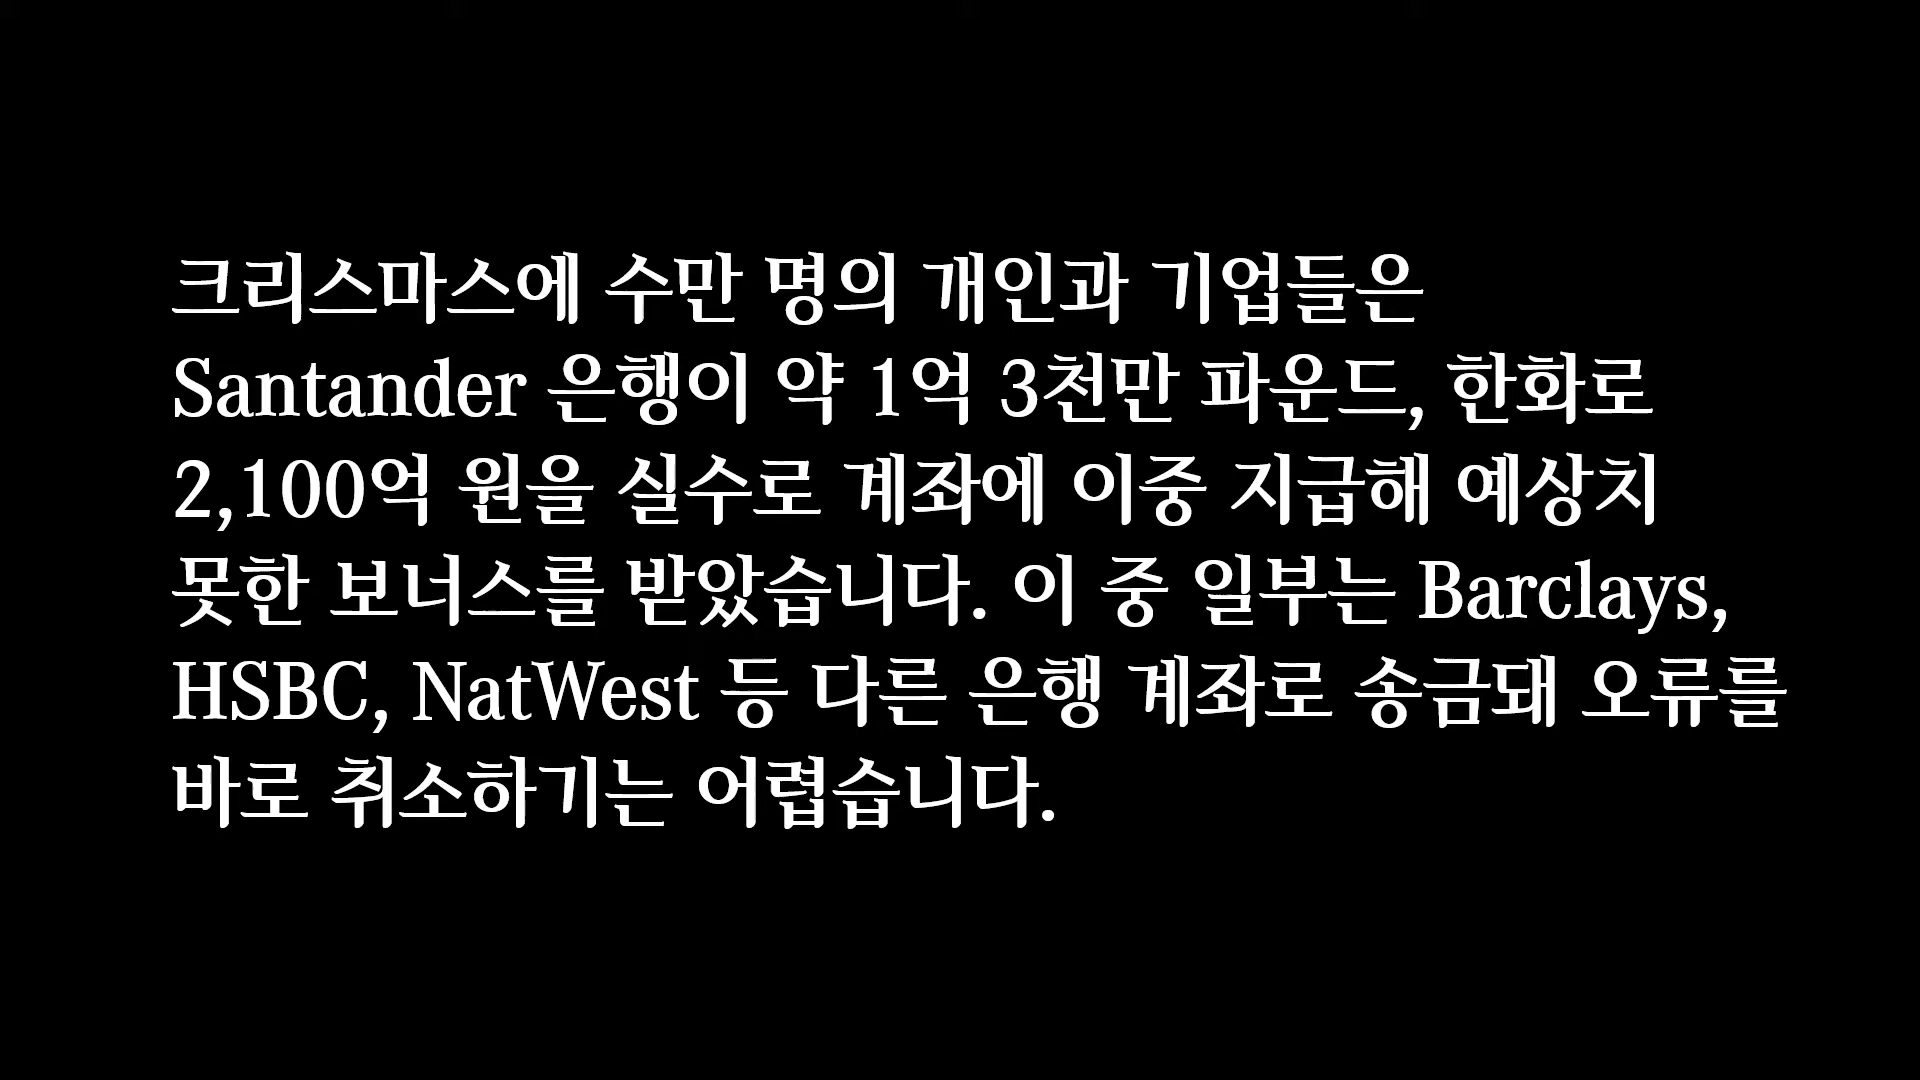 크리스마스에 수만 명의 개인과 기업들은
Santander 은행이 약 1억 3천만 파운드, 한화로
2,100억 원을 실수로 계좌에 이중 지급해 예상치
못한 보너스를 받았습니다. 이 중 일부는 Barclays,
HSBC, NatWest 등 다른 은행 계좌로 송금돼 오류를
바로 취소하기는 어렵습니다.